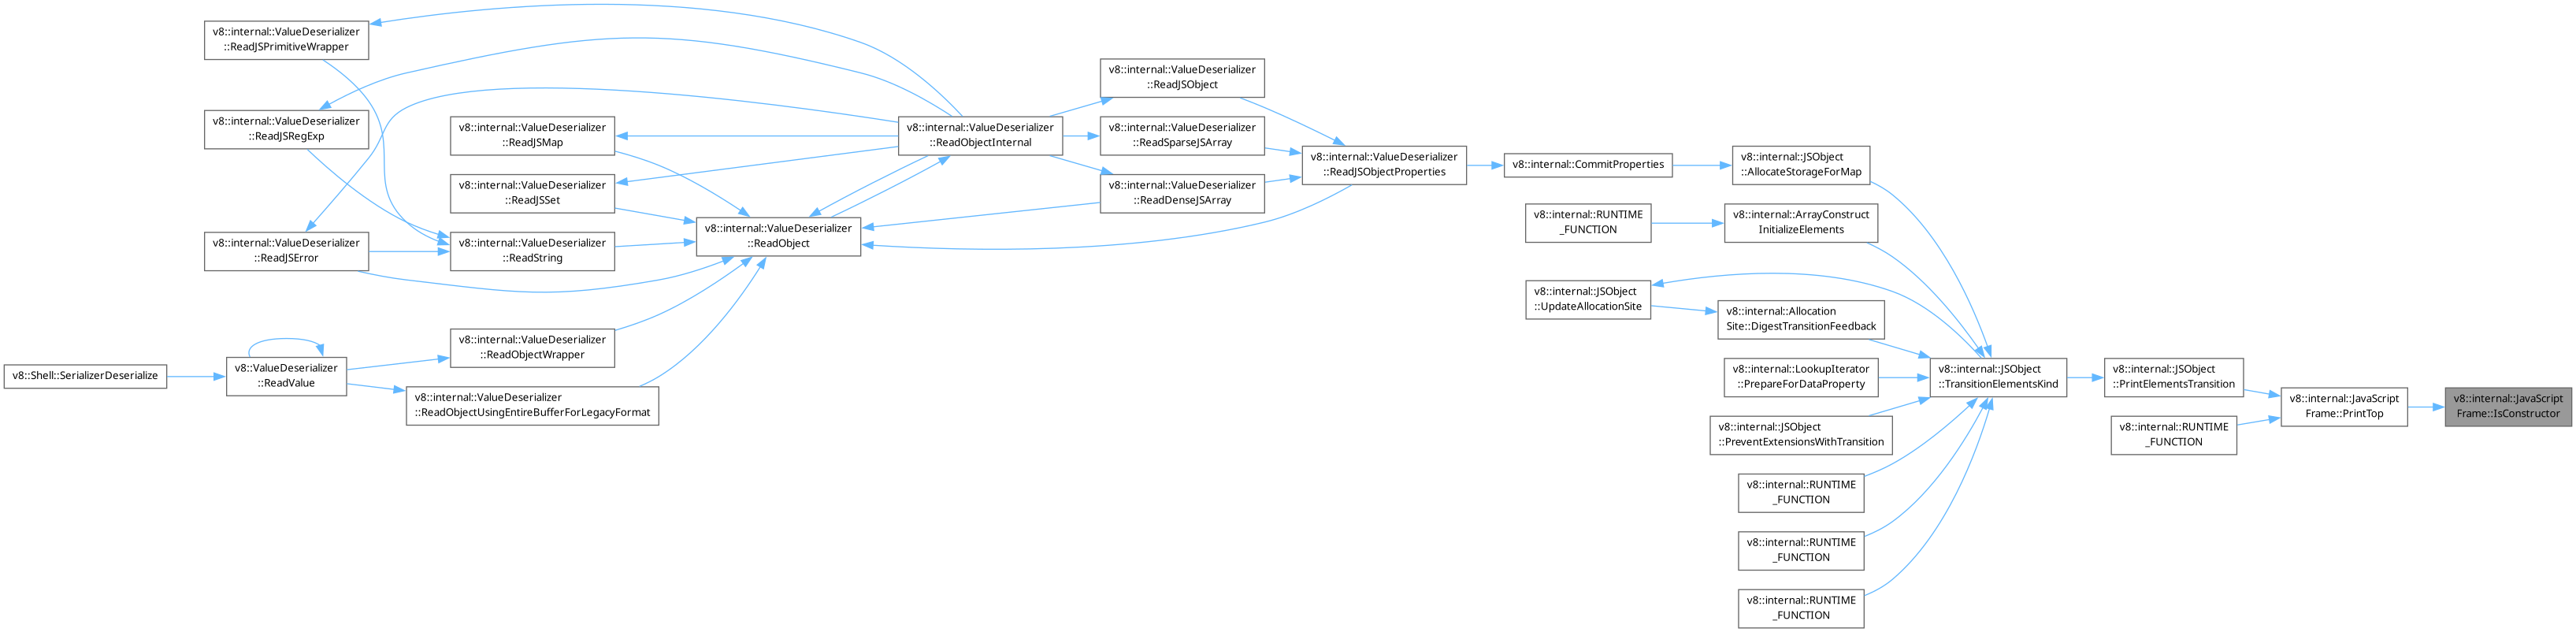 v8::internal::ValueDeserializer
::ReadJSPrimitiveWrapper
v8::internal::ValueDeserializer
::ReadJSRegExp
v8::internal::ValueDeserializer
::ReadJSError
v8::Shell::SerializerDeserialize
v8::ValueDeserializer
::ReadValue
v8::internal::ValueDeserializer
::ReadJSMap
v8::internal::ValueDeserializer
::ReadJSSet
v8::internal::ValueDeserializer
::ReadString
v8::internal::ValueDeserializer
::ReadObjectWrapper
v8::internal::ValueDeserializer
::ReadObjectUsingEntireBufferForLegacyFormat
v8::internal::ValueDeserializer
::ReadObject
v8::internal::ValueDeserializer
::ReadObjectInternal
v8::internal::ValueDeserializer
::ReadJSObject
v8::internal::ValueDeserializer
::ReadSparseJSArray
v8::internal::ValueDeserializer
::ReadDenseJSArray
v8::internal::ValueDeserializer
::ReadJSObjectProperties
v8::internal::CommitProperties
v8::internal::RUNTIME
_FUNCTION
v8::internal::JSObject
::UpdateAllocationSite
v8::internal::JSObject
::AllocateStorageForMap
v8::internal::ArrayConstruct
InitializeElements
v8::internal::Allocation
Site::DigestTransitionFeedback
v8::internal::LookupIterator
::PrepareForDataProperty
v8::internal::JSObject
::PreventExtensionsWithTransition
v8::internal::RUNTIME
_FUNCTION
v8::internal::RUNTIME
_FUNCTION
v8::internal::RUNTIME
_FUNCTION
v8::internal::JSObject
::TransitionElementsKind
v8::internal::JSObject
::PrintElementsTransition
v8::internal::RUNTIME
_FUNCTION
v8::internal::JavaScript
Frame::PrintTop
v8::internal::JavaScript
Frame::IsConstructor